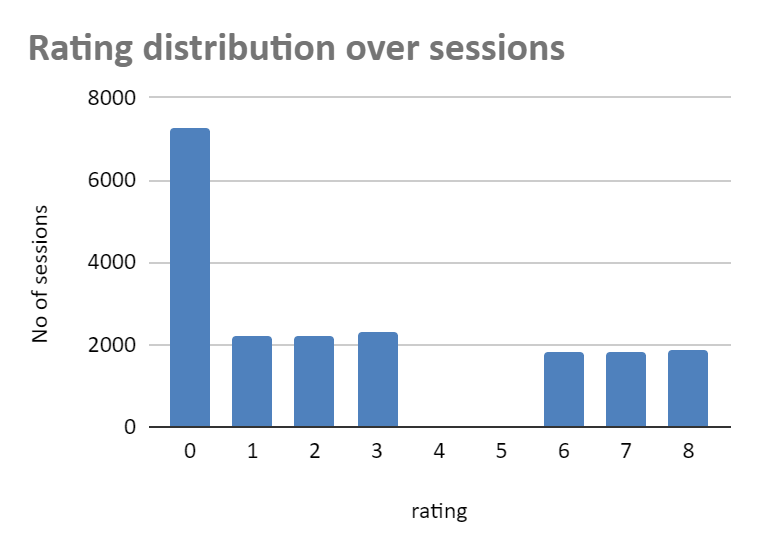 Rating distribution over sessions
8000
6000
4000
2000
0
No of sessions
0 1 2 3 4 5 6 7 8
rating